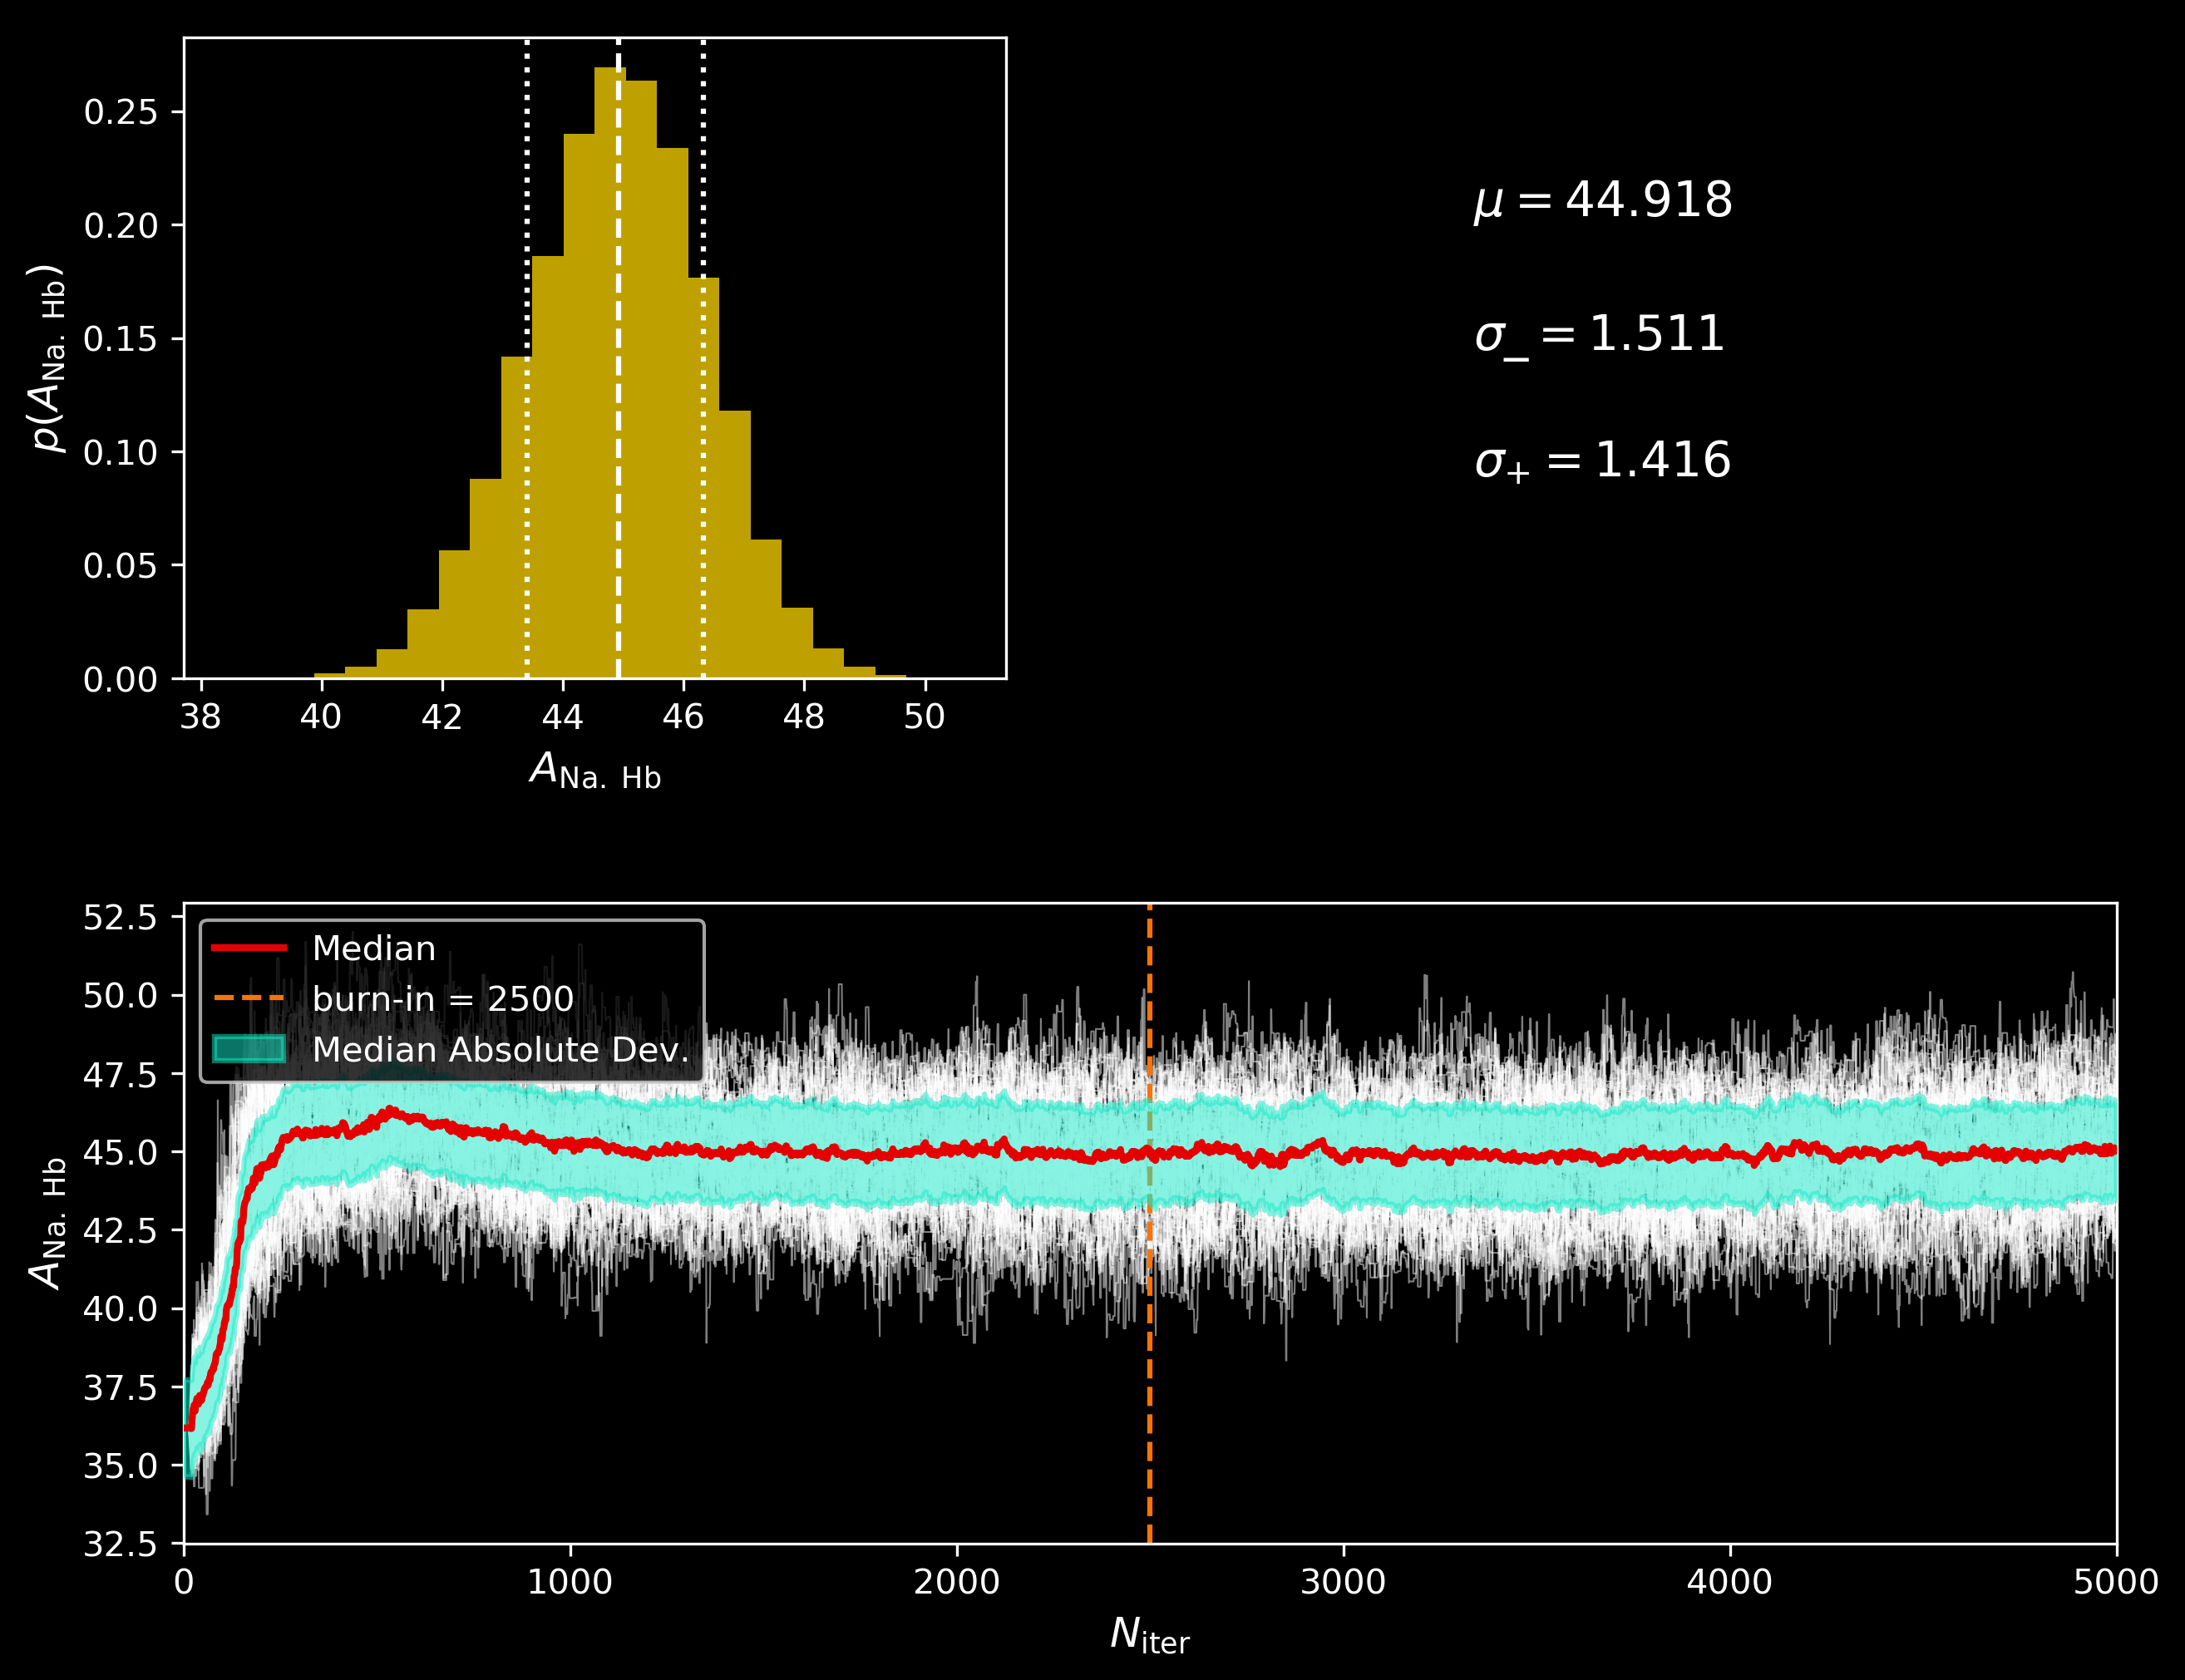 0.25
0.20
0.15
0.10
0.05
0.00
p(A_Na. Hb)
38 40 42 44 46 48 50
A_Na. Hb
μ = 44.918
σ_− = 1.511
σ_+ = 1.416
52.5
50.0
47.5
45.0
42.5
40.0
37.5
35.0
32.5
A_Na. Hb
Median
burn-in = 2500
Median Absolute Dev.
0 1000 2000 3000 4000 5000
N_iter